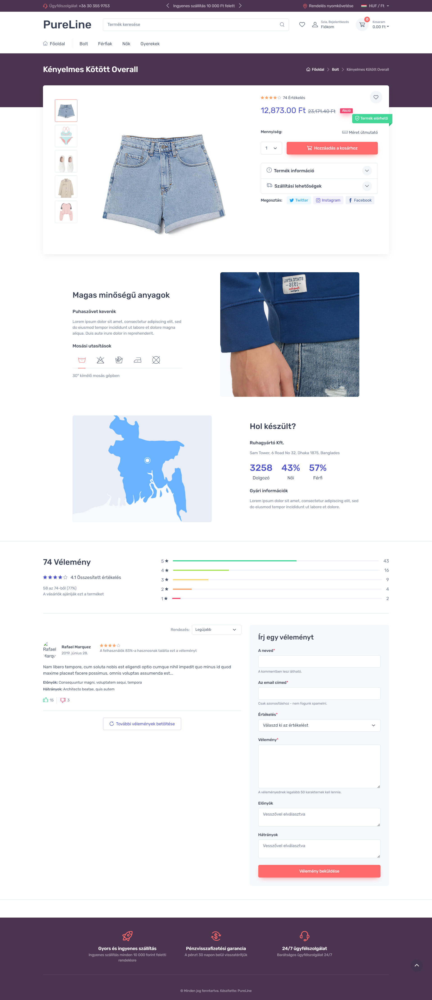 Ügyfélszolgálat +36 30 355 9753
Ingyenes szállítás 10 000 Ft felett
Rendelés nyomkövetése
HUF / Ft
PureLine
Termék keresése
Szia, Bejelentkezés
Fiókom
0
Kosaram
0.00 Ft
Főoldal
Bolt
Férfiak
Nők
Gyerekek
Kényelmes Kötött Overall
Főoldal
Bolt
Kényelmes Kötött Overall
74 Értékelés
12,873.00 Ft 23,171.40 Ft Akció
Termék elérhető
Mennyiség:
Méret útmutató
1
Hozzáadás a kosárhoz
Termék információ
Szállítási lehetőségek
Megosztás:
Twitter
Instagram
Facebook
Magas minőségű anyagok
Puhaszövet keverék
Lorem ipsum dolor sit amet, consectetur adipiscing elit, sed
do eiusmod tempor incididunt ut labore et dolore magna
aliqua. Duis aute irure dolor in reprehenderit.
Mosási utasítások
30° kímélő mosás gépben
Hol készült?
Ruhagyártó Kft.
Sam Tower, 6 Road No 32, Dhaka 1875, Banglades
3258 43% 57%
Dolgozó Női Férfi
Gyári információk
Lorem ipsum dolor sit amet, consectetur adipiscing elit, sed
do eiusmod tempor incididunt ut labore et dolore.
74 Vélemény
4.1 Összesített értékelés
58 az 74-ből (77%)
A vásárlók ajánlják ezt a terméket
5 43
4 16
3 9
2 4
1 2
Rendezés: Legújabb
Rafael
Marqu
Rafael Marquez
2019. június 28.
A felhasználók 83%-a hasznosnak találta ezt a véleményt
Nam libero tempore, cum soluta nobis est eligendi optio cumque nihil impedit quo minus id quod
maxime placeat facere possimus, omnis voluptas assumenda est...
Előnyök: Consequuntur magni, voluptatem sequi, tempora
Hátrányok: Architecto beatae, quis autem
15 3
További vélemények betöltése
Írj egy véleményt
A neved*
A kommentben lesz látható.
Az email címed*
Csak azonosításhoz - nem fogunk spamelni.
Értékelés*
Válaszd ki az értékelést
Vélemény*
A véleményednek legalább 50 karakternek kell lennie.
Előnyök
Vesszővel elválasztva
Hátrányok
Vesszővel elválasztva
Vélemény beküldése
Gyors és ingyenes szállítás
Ingyenes szállítás minden 10 000 forint feletti
rendelésre
Pénzvisszafizetési garancia
A pénzt 30 napon belül visszatérítjük
24/7 ügyfélszolgálat
Barátságos ügyfélszolgálat 24/7
© Minden jog fenntartva. Készítette: PureLine